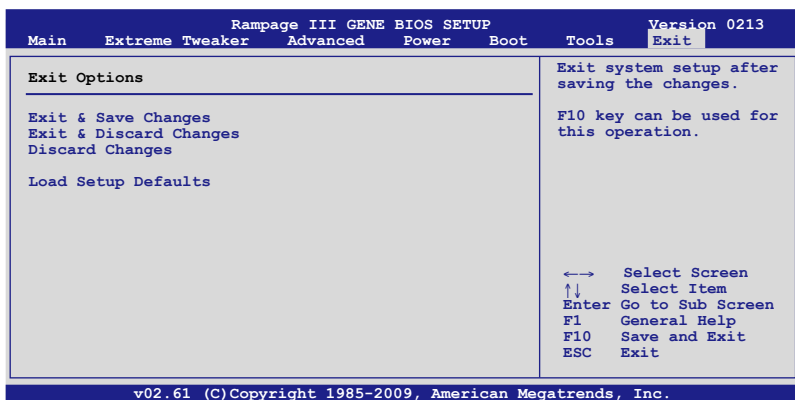 Rampage III GENE BIOS SETUP Version 0213
Main Extreme Tweaker Advanced Power Boot Tools Exit
Exit Options
Exit & Save Changes
Exit & Discard Changes
Discard Changes
Load Setup Defaults
Exit system setup after
saving the changes.
F10 key can be used for
this operation.
←→ Select Screen
↑↓ Select Item
Enter Go to Sub Screen
F1 General Help
F10 Save and Exit
ESC Exit
v02.61 (C)Copyright 1985-2009, American Megatrends, Inc.